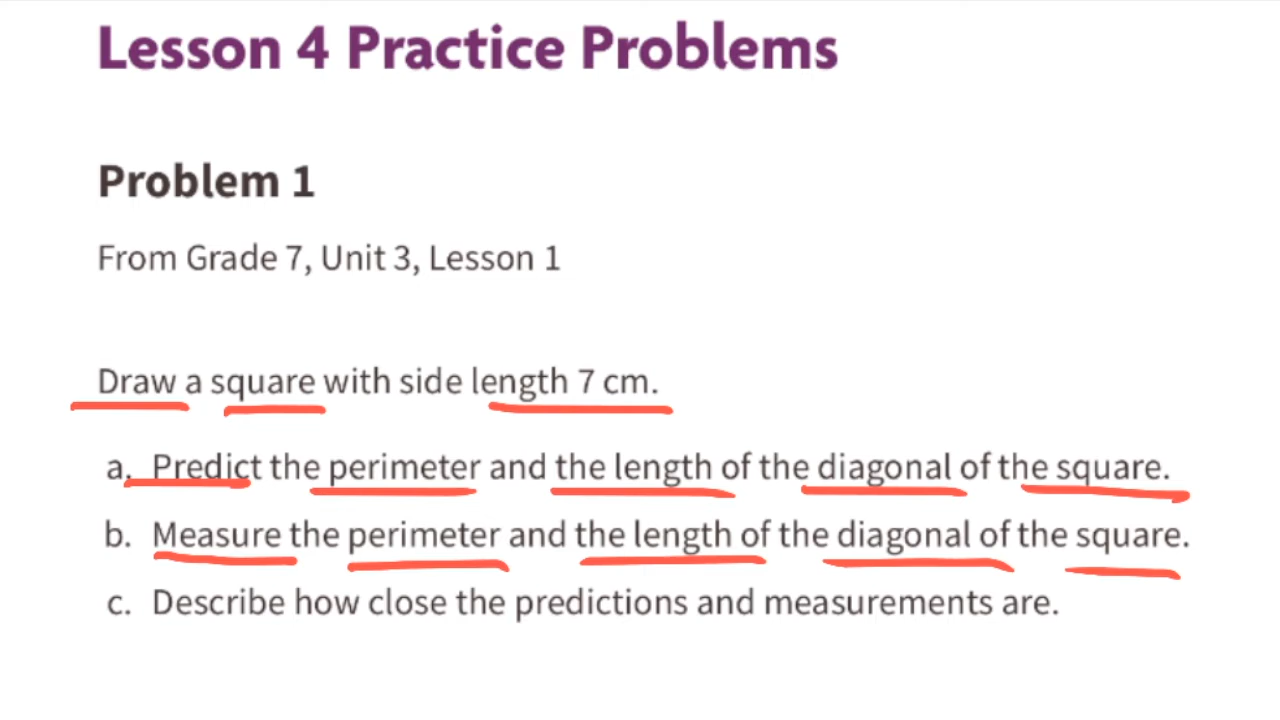 Lesson 4 Practice Problems
Problem 1
From Grade 7, Unit 3, Lesson 1
Draw a square with side length 7 cm.
a. Predict the perimeter and the length of the diagonal of the square.
b. Measure the perimeter and the length of the diagonal of the square.
c. Describe how close the predictions and measurements are.